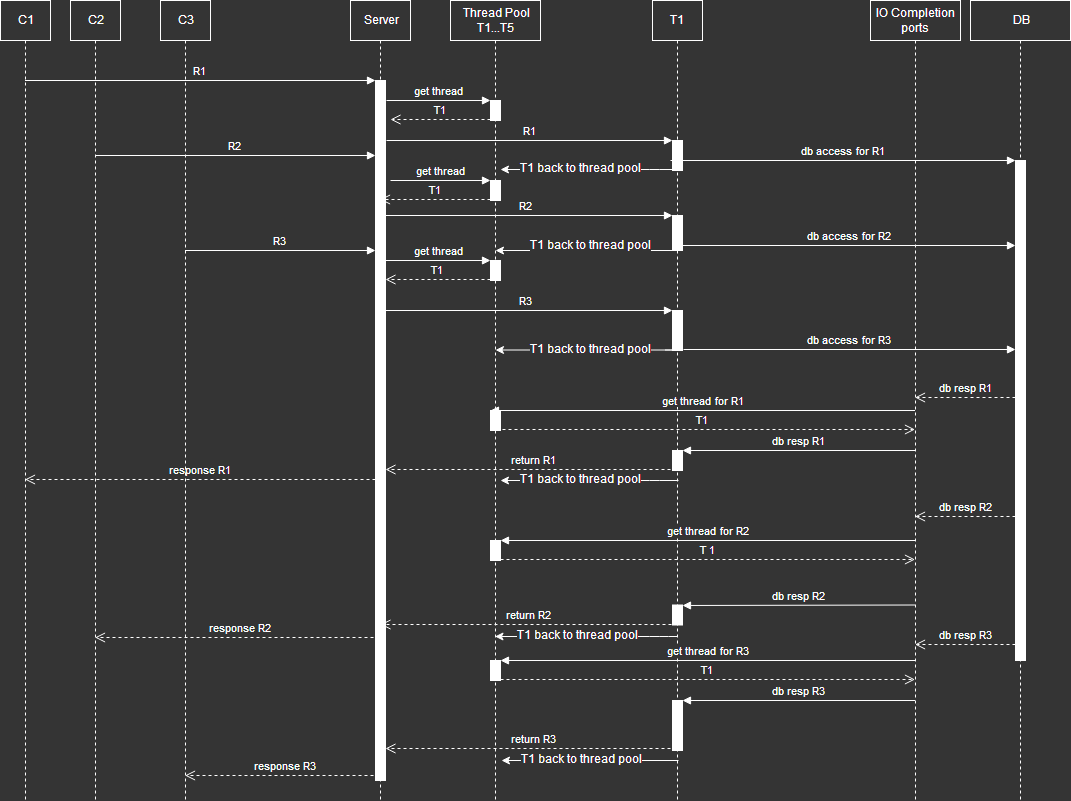 C1
C2
C3
Server
Thread Pool
T1...T5
T1
IO Completion
ports
DB
R1
get thread
T1
R1
R2
db access for R1
T1 back to thread pool
get thread
T1
R2
R3
db access for R2
T1 back to thread pool
get thread
T1
R3
db access for R3
T1 back to thread pool
db resp R1
get thread for R1
T1
db resp R1
return R1
response R1
T1 back to thread pool
db resp R2
get thread for R2
T 1
db resp R2
return R2
response R2
T1 back to thread pool
db resp R3
get thread for R3
T1
db resp R3
return R3
T1 back to thread pool
response R3